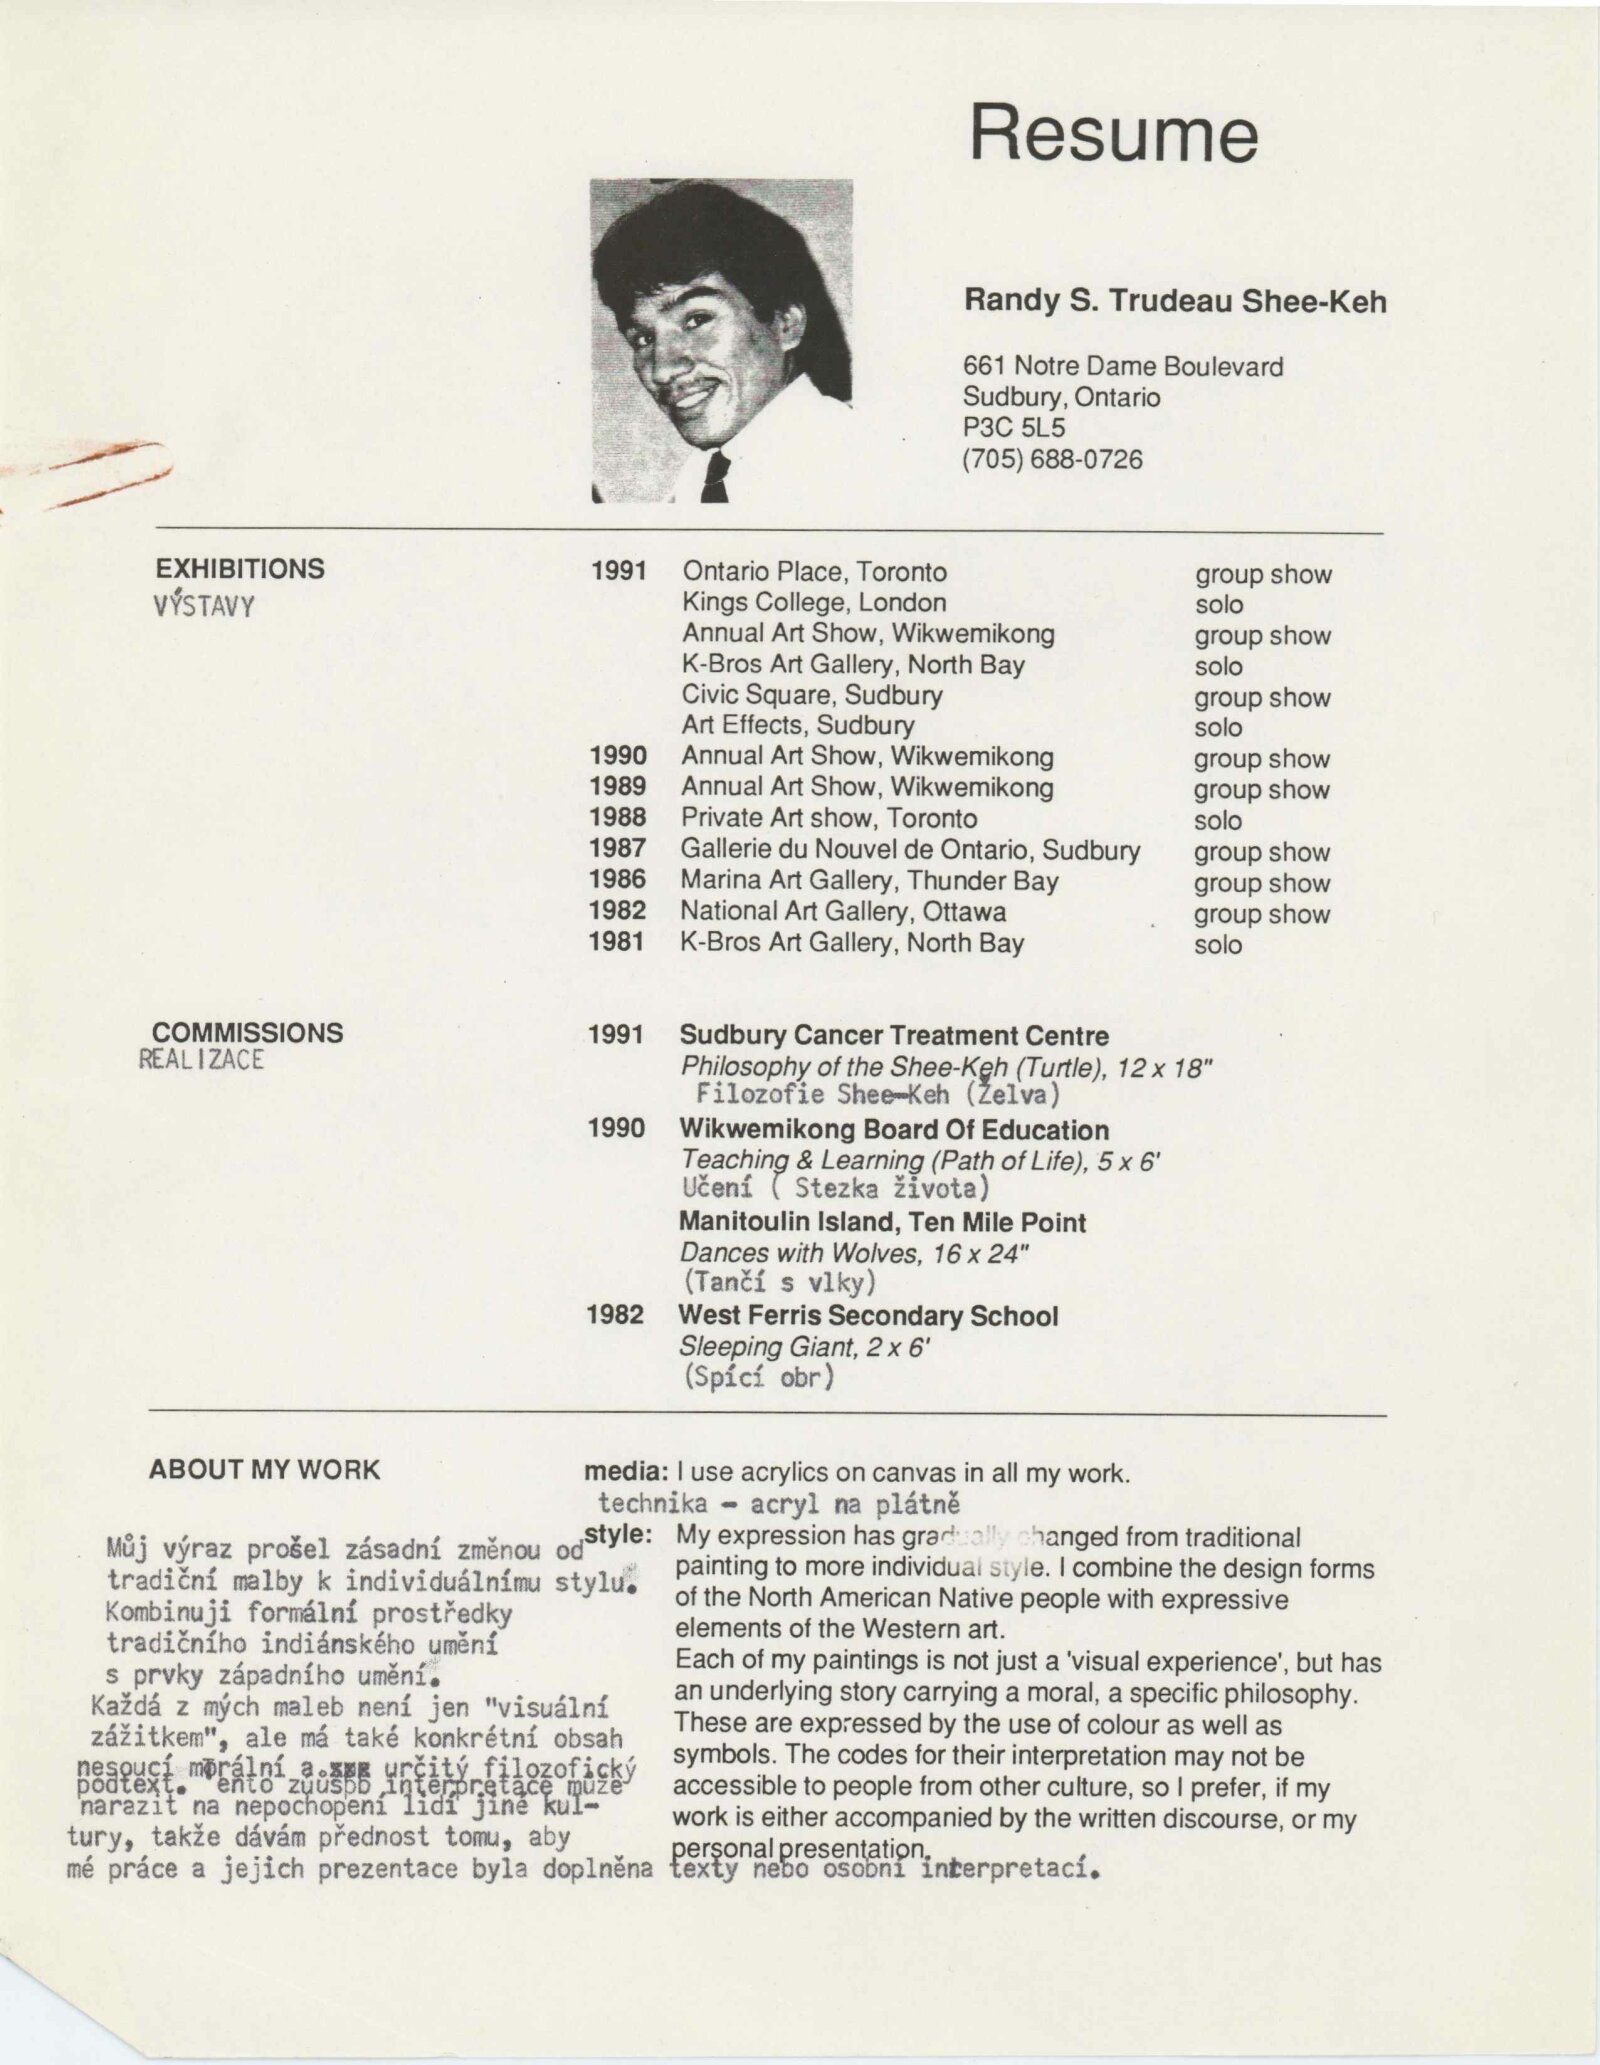 Resume
Randy S. Trudeau Shee-Keh
661 Notre Dame Boulevard
Sudbury, Ontario
P3C 5L5
(705) 688-0726
EXHIBITIONS
VÝSTAVY
1991 Ontario Place, Toronto group show
Kings College, London solo
Annual Art Show, Wikwemikong group show
K-Bros Art Gallery, North Bay solo
Civic Square, Sudbury group show
Art Effects, Sudbury solo
1990 Annual Art Show, Wikwemikong group show
1989 Annual Art Show, Wikwemikong group show
1988 Private Art show, Toronto solo
1987 Gallerie du Nouvel de Ontario, Sudbury group show
1986 Marina Art Gallery, Thunder Bay group show
1982 National Art Gallery, Ottawa group show
1981 K-Bros Art Gallery, North Bay solo
COMMISSIONS
REALIZACE
1991 Sudbury Cancer Treatment Centre
Philosophy of the Shee-Keh (Turtle), 12 x 18"
Filozofie Shee-Keh (Želva)
1990 Wikwemikong Board Of Education
Teaching & Learning (Path of Life), 5 x 6'
Učení ( Stezka života)
Manitoulin Island, Ten Mile Point
Dances with Wolves, 16 x 24"
(Tančí s vlky)
1982 West Ferris Secondary School
Sleeping Giant, 2 x 6'
(Spící obr)
ABOUT MY WORK
media: I use acrylics on canvas in all my work.
technika - acryl na plátně
style: My expression has gradually changed from traditional
painting to more individual style. I combine the design forms
of the North American Native people with expressive
elements of the Western art.
Each of my paintings is not just a 'visual experience', but has
an underlying story carrying a moral, a specific philosophy.
These are expressed by the use of colour as well as
symbols. The codes for their interpretation may not be
accessible to people from other culture, so I prefer, if my
work is either accompanied by the written discourse, or my
personal presentation.
Můj výraz prošel zásadní změnou od
tradiční malby k individuálnímu stylu.
Kombinuji formální prostředky
tradičního indiánského umění
s prvky západního umění.
Každá z mých maleb není jen "visuální
zážitkem", ale má také konkrétní obsah
nesoucí morální a určitý filozofický
podtext. interpretace může
narazit na nepochopení lidí jiné kul-
tury, takže dávám přednost tomu, aby
mé práce a jejich prezentace byla doplněna texty nebo osobní interpretací.